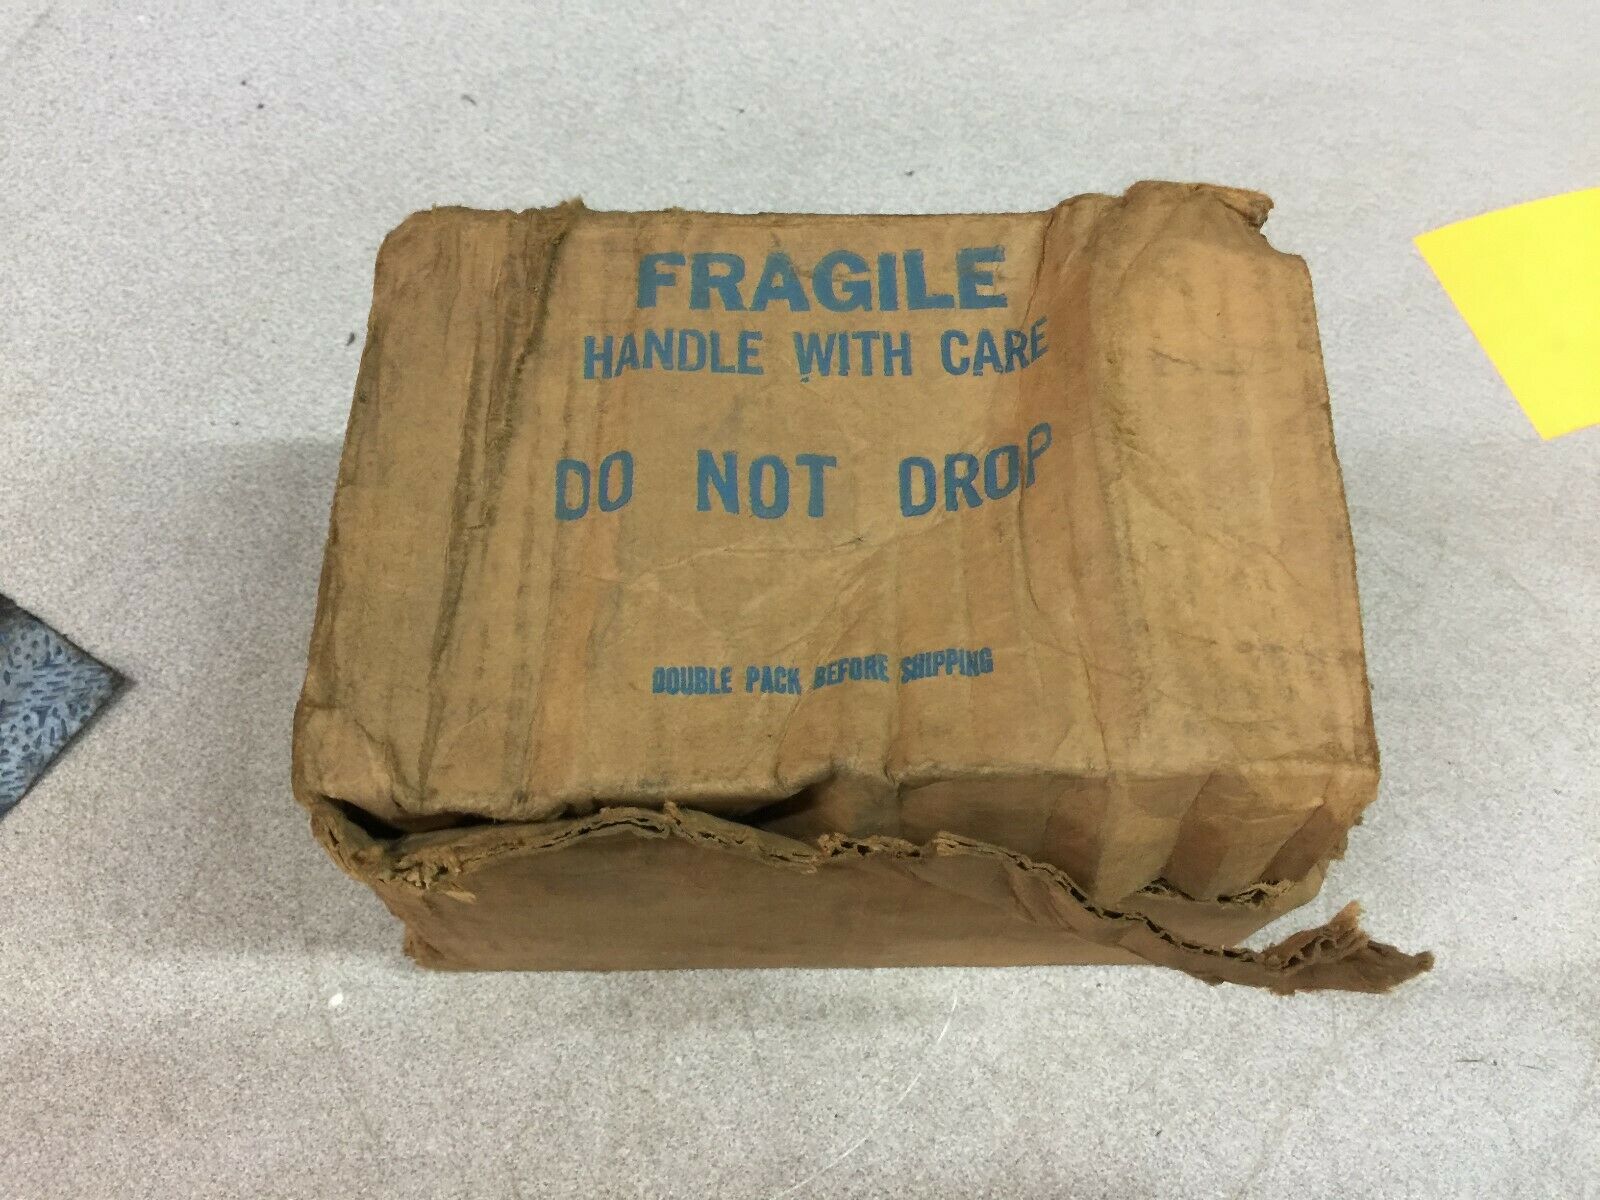 FRAGILE
HANDLE WITH CARE
DO NOT DROP
DOUBLE PACK BEFORE SHIPPING